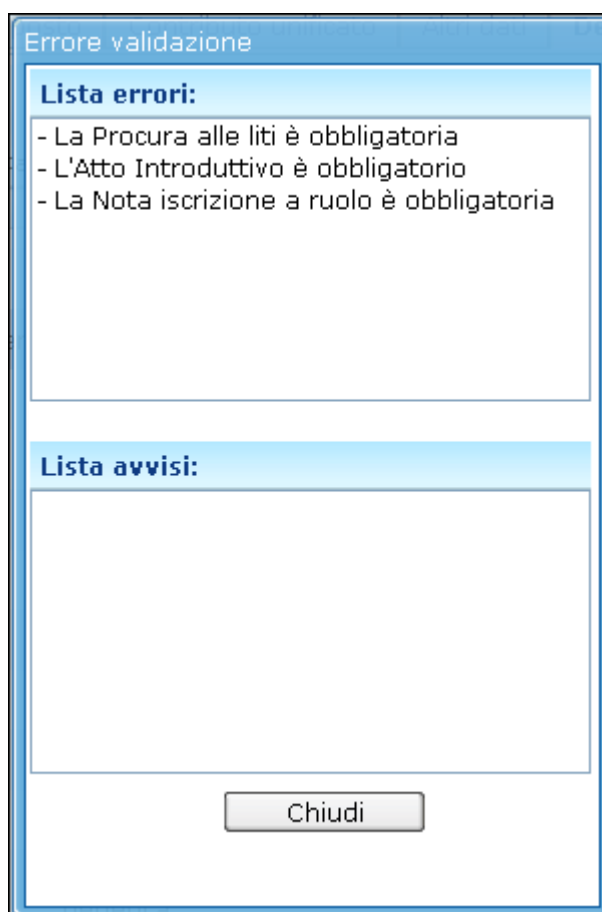 Errore validazione
Lista errori:
- La Procura alle liti è obbligatoria
- L'Atto Introduttivo è obbligatorio
- La Nota iscrizione a ruolo è obbligatoria
Lista avvisi:
Chiudi